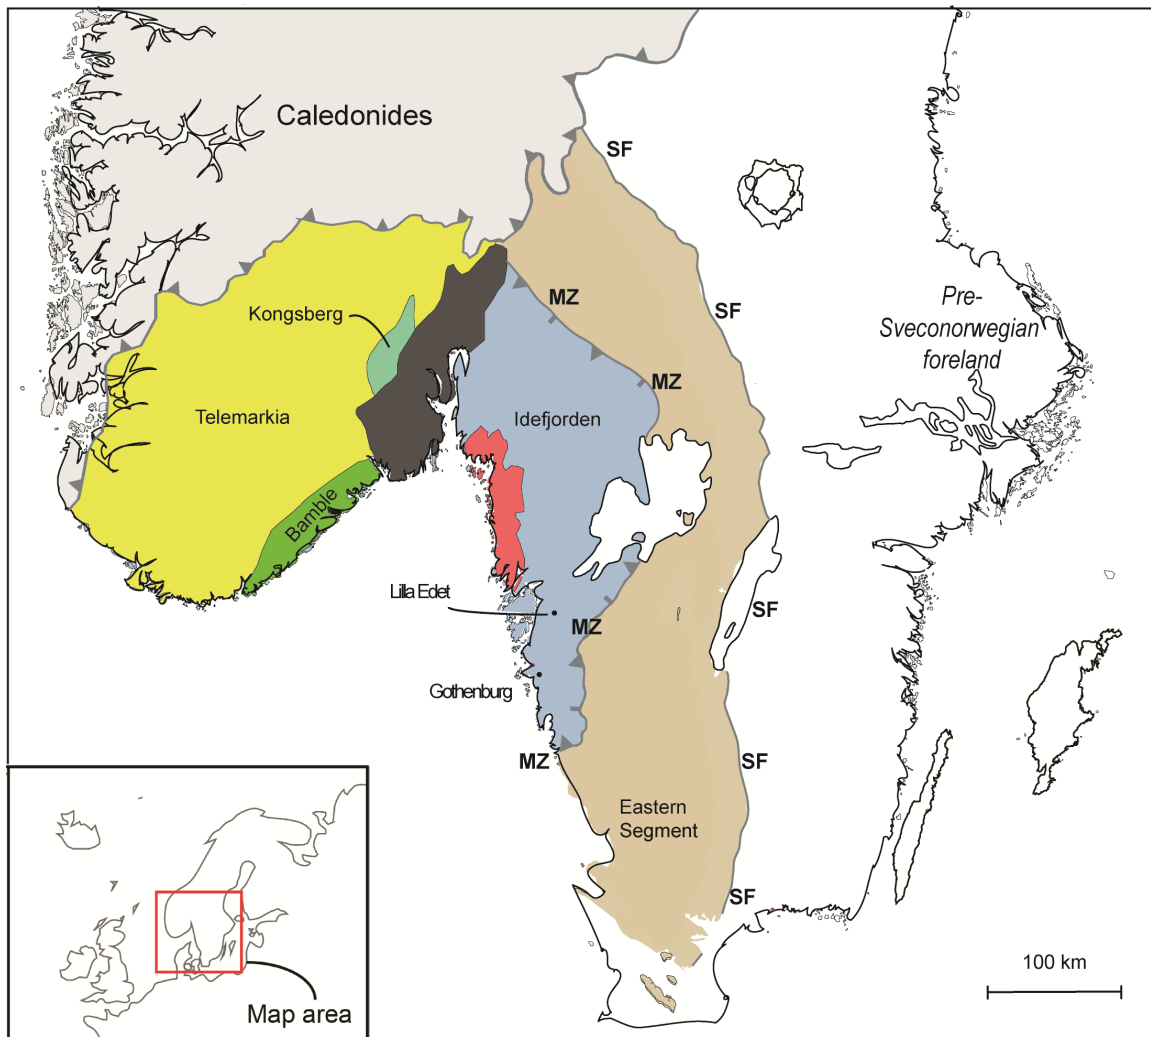 Caledonides
SF
MZ
SF
Pre-
Sveconorwegian
foreland
Kongsberg
MZ
Telemarkia
Idefjorden
Bamble
Lilla Edet
SF
MZ
Gothenburg
MZ
SF
Eastern
Segment
SF
100 km
Map area